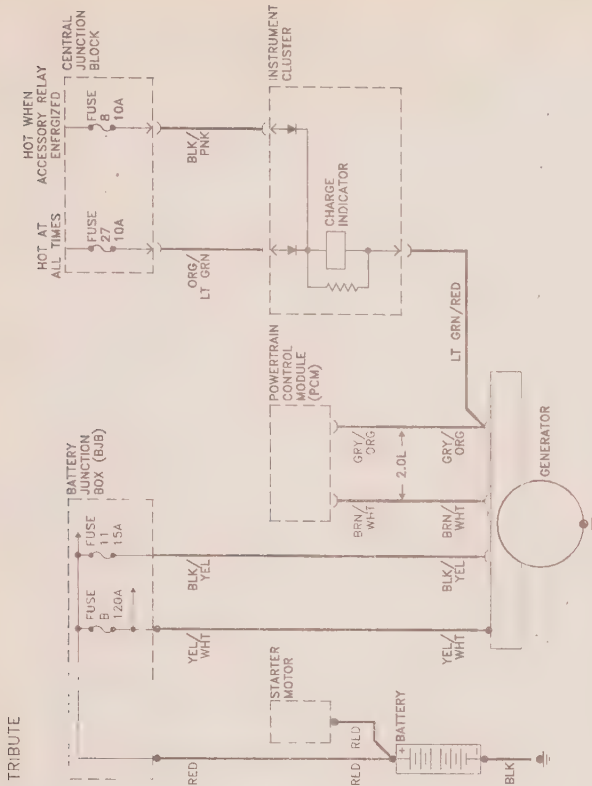 TRIBUTE
HOT AT
ALL TIMES
HOT WHEN
ACCESSORY RELAY
ENERGIZED
BATTERY
JUNCTION
BOX (BJB)
FUSE
B
120A
FUSE
11
15A
FUSE
27
10A
FUSE
8
10A
CENTRAL
JUNCTION
BLOCK
RED
YEL/
WHT
BLK/
YEL
ORG/
LT GRN
BLK/
PNK
STARTER
MOTOR
POWERTRAIN
CONTROL
MODULE
(PCM)
INSTRUMENT
CLUSTER
CHARGE
INDICATOR
RED
RED
BRN/
WHT
GRY/
ORG
2.0L
+
BATTERY
YEL/
WHT
BLK/
YEL
BRN/
WHT
GRY/
ORG
LT GRN/RED
BLK
GENERATOR